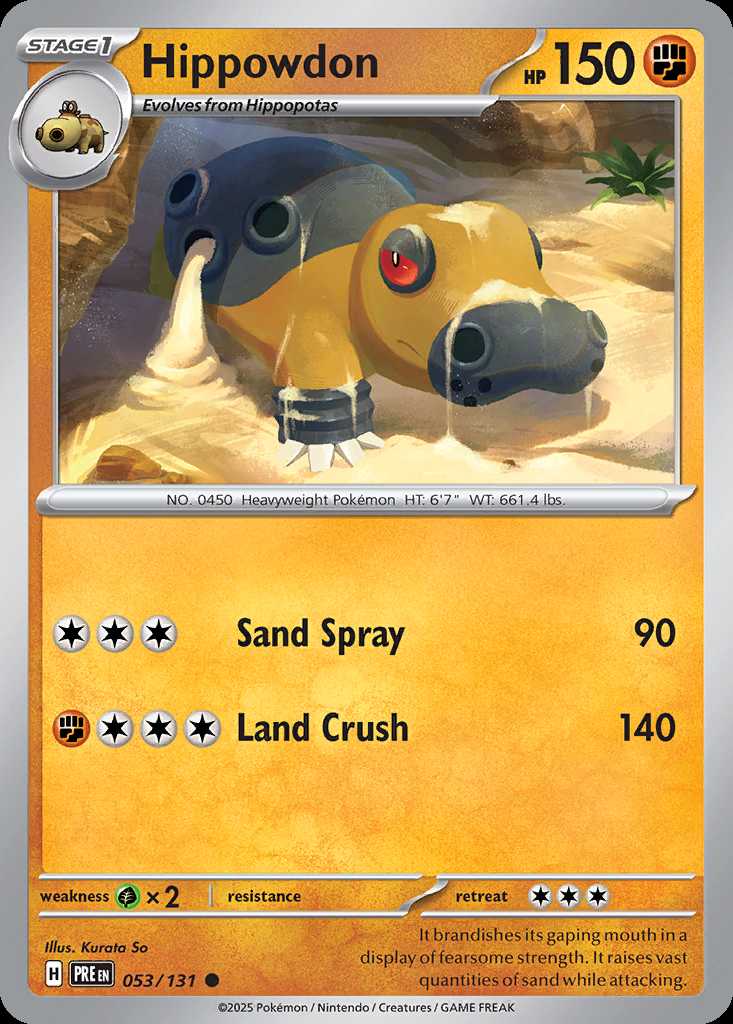 STAGE1
Hippowdon
HP 150
Evolves from Hippopotas
NO. 0450 Heavyweight Pokémon HT: 6'7" WT: 661.4 lbs.
Sand Spray 90
Land Crush 140
weakness ×2 resistance retreat
Illus. Kurata So
It brandishes its gaping mouth in a
display of fearsome strength. It raises vast
quantities of sand while attacking.
H PRE EN 053/131
©2025 Pokémon / Nintendo / Creatures / GAME FREAK